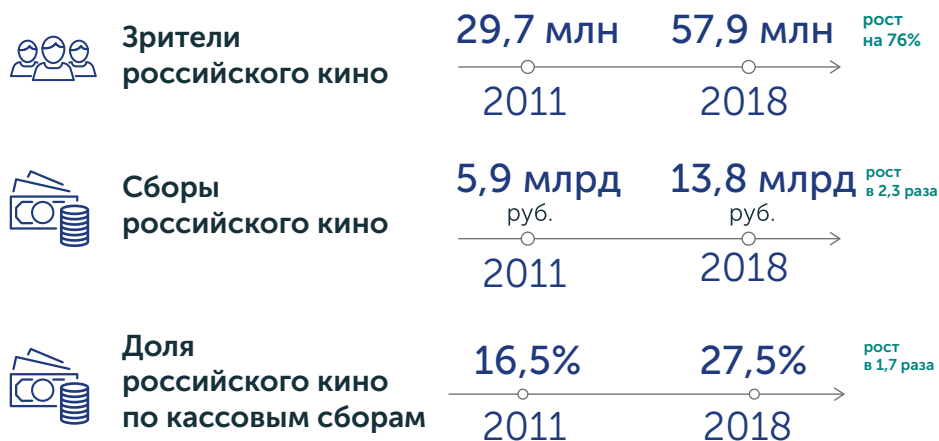 Зрители
российского кино
29,7 млн
57,9 млн
рост
на 76%
2011
2018
Сборы
российского кино
5,9 млрд
руб.
13,8 млрд
руб.
рост
в 2,3 раза
2011
2018
Доля
российского кино
по кассовым сборам
16,5%
27,5%
рост
в 1,7 раза
2011
2018